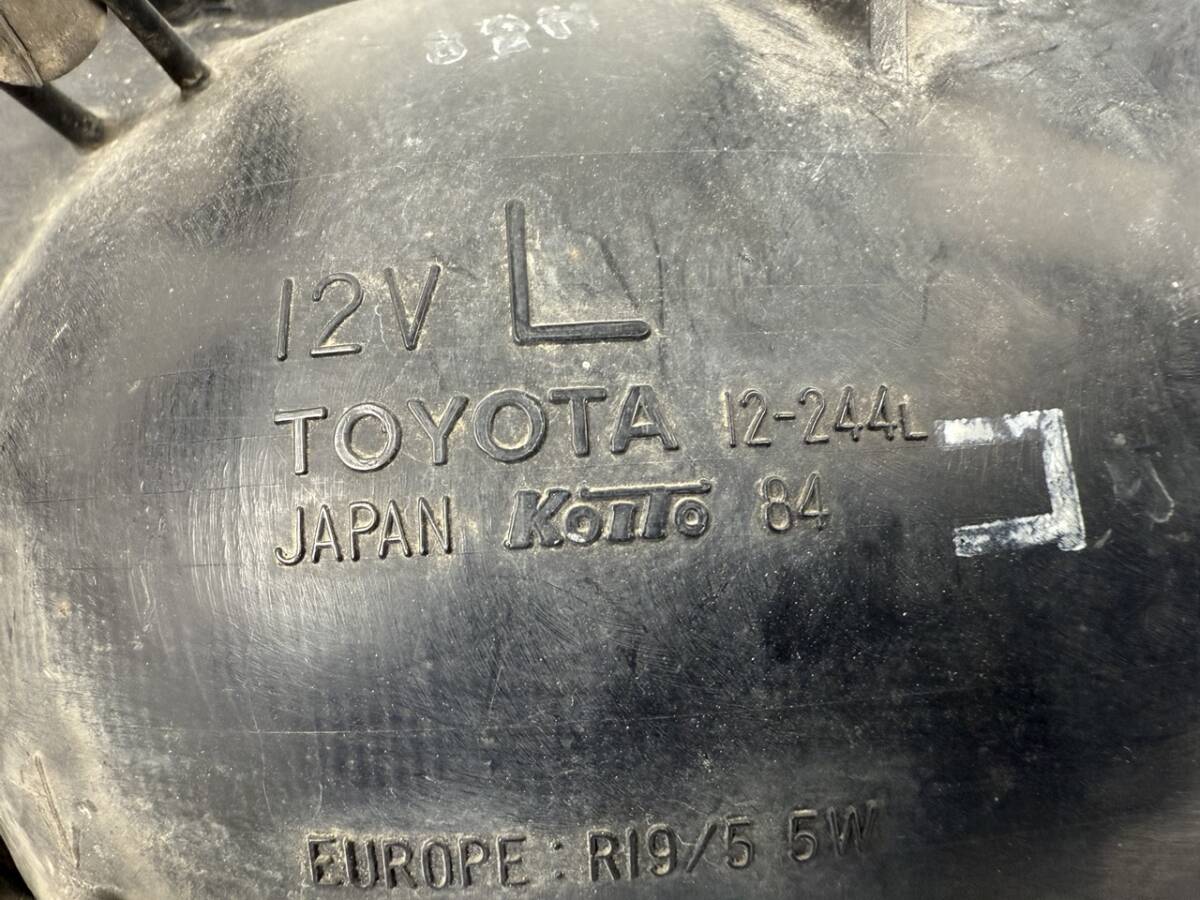 12V L
TOYOTA 12-244L
JAPAN KOITO 84
EUROPE : R19/5 5W